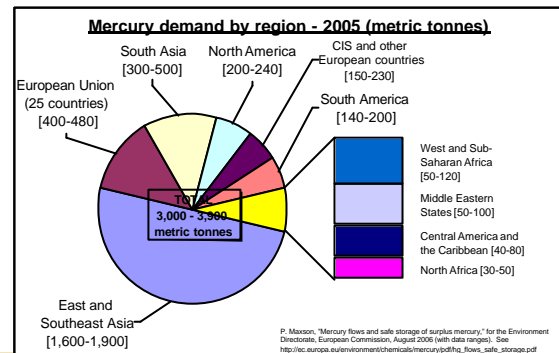 Mercury demand by region - 2005 (metric tonnes)
South Asia
[300-500]
North America
[200-240]
CIS and other
European countries
[150-230]
European Union
(25 countries)
[400-480]
South America
[140-200]
West and Sub-
Saharan Africa
[50-120]
Middle Eastern
States [50-100]
Central America and
the Caribbean [40-80]
North Africa [30-50]
TOTAL
3,000 - 3,900
metric tonnes
East and
Southeast Asia
[1,600-1,900]
P. Maxson, "Mercury flows and safe storage of surplus mercury," for the Environment
Directorate, European Commission, August 2006 (with data ranges). See
http://ec.europa.eu/environment/chemicals/mercury/pdf/hg_flows_safe_storage.pdf